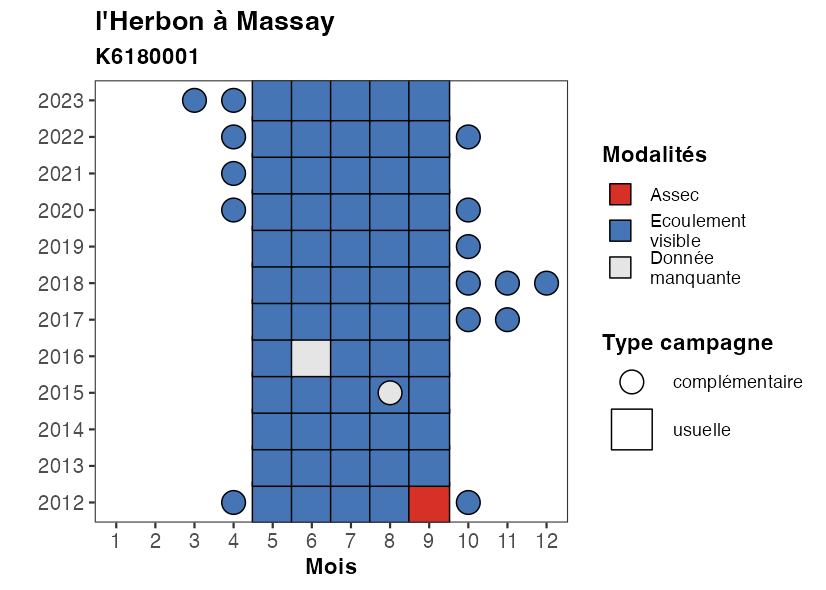 l'Herbon à Massay
K6180001
2023
2022
2021
2020
2019
2018
2017
2016
2015
2014
2013
2012
1 2 3 4 5 6 7 8 9 10 11 12
Mois
Modalités
Assec
Ecoulement
visible
Donnée
manquante
Type campagne
complémentaire
usuelle